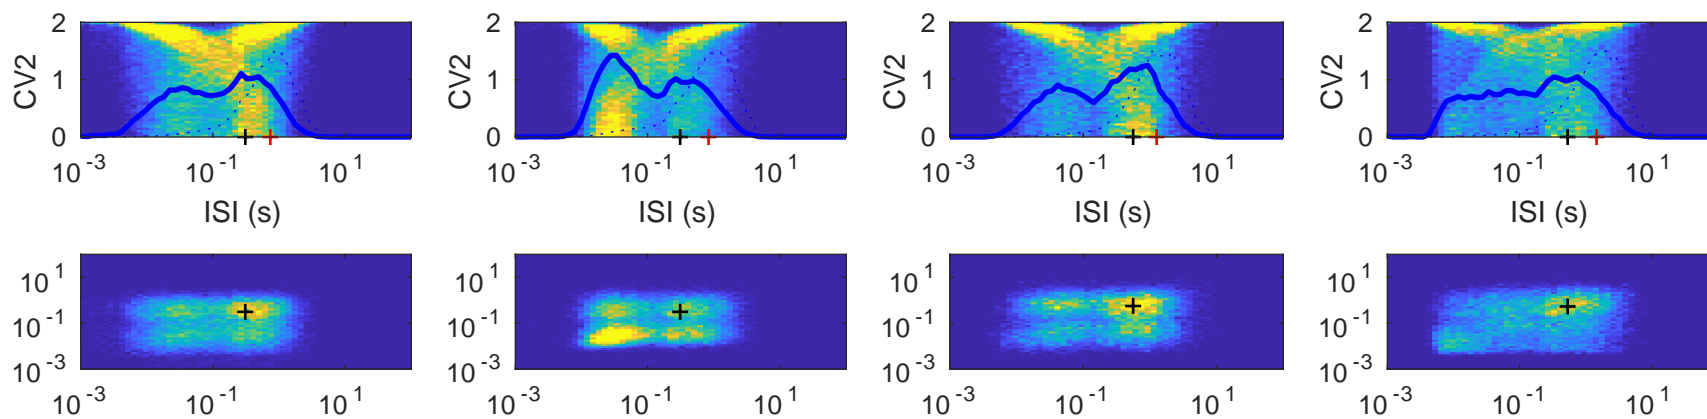 2 2 2 2
CV2 CV2 CV2 CV2
1 1 1 1
0 0 0 0
10^-3 10^-1 10^1 10^-3 10^-1 10^1 10^-3 10^-1 10^1 10^-3 10^-1 10^1
ISI (s) ISI (s) ISI (s) ISI (s)
10^1 10^1 10^1 10^1
10^-1 10^-1 10^-1 10^-1
10^-3 10^-3 10^-3 10^-3
10^-3 10^-1 10^1 10^-3 10^-1 10^1 10^-3 10^-1 10^1 10^-3 10^-1 10^1